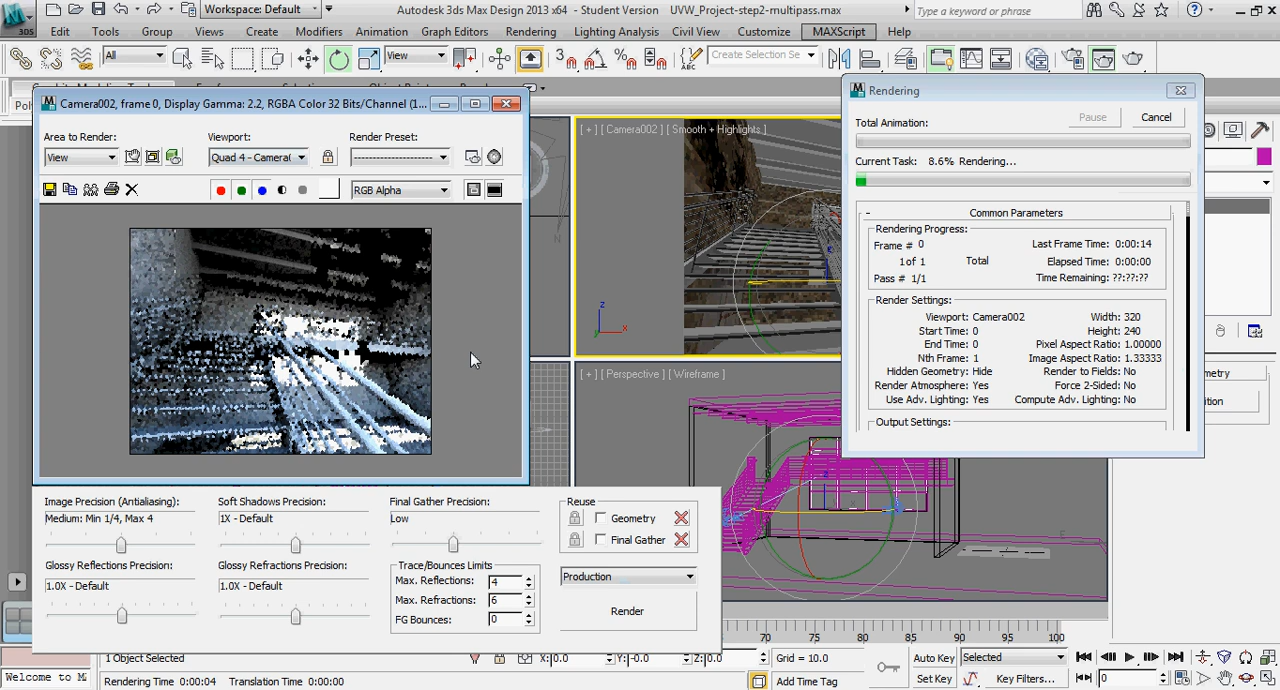 Workspace: Default
Autodesk 3ds Max Design 2013 x64 - Student Version UVW_Project-step2-multipass.max
Type a keyword or phrase
3DS
Edit Tools Group Views Create Modifiers Animation Graph Editors Rendering Lighting Analysis Civil View Customize MAXScript Help
All
View
3
ABC
Create Selection Se
Camera002, frame 0, Display Gamma: 2.2, RGBA Color 32 Bits/Channel (1...
Area to Render:
Viewport:
Render Preset:
View
Quad 4 - Camera(
RGB Alpha
[ + ] [ Camera002 ] [ Smooth + Highlights ]
z
x
y
[ + ] [ Perspective ] [ Wireframe ]
Rendering
Total Animation:
Pause
Cancel
Current Task: 8.6% Rendering...
- Common Parameters
Rendering Progress:
Frame # 0
Last Frame Time: 0:00:14
1 of 1 Total
Elapsed Time: 0:00:00
Pass # 1/1
Time Remaining: ??:??:??
Render Settings:
Viewport: Camera002
Width: 320
Start Time: 0
Height: 240
End Time: 0
Pixel Aspect Ratio: 1.00000
Nth Frame: 1
Image Aspect Ratio: 1.33333
Hidden Geometry: Hide
Render to Fields: No
Render Atmosphere: Yes
Force 2-Sided: No
Use Adv. Lighting: Yes
Compute Adv. Lighting: No
Output Settings:
metry
ition
mage Precision (Antialiasing):
Medium: Min 1/4, Max 4
Soft Shadows Precision:
1X - Default
Final Gather Precision:
Low
Glossy Reflections Precision:
1.0X - Default
Glossy Refractions Precision:
1.0X - Default
Trace/Bounces Limits
Max. Reflections: 4
Max. Refractions: 6
FG Bounces: 0
Reuse
Geometry
Final Gather
Production
Render
70 75 80 85 90 95 100
1 Object Selected
X: 0.0 Y: -0.0 Z: 0.0
Grid = 10.0
Auto Key
Selected
Welcome to M
Rendering Time 0:00:04 Translation Time 0:00:00
Add Time Tag
Set Key
Key Filters...
0